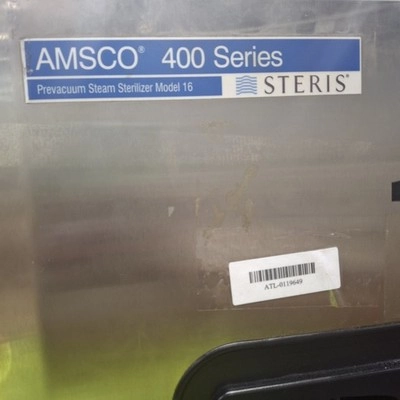 AMSCO® 400 Series
Prevacuum Steam Sterilizer Model 16
STERIS®
ATL-0119649